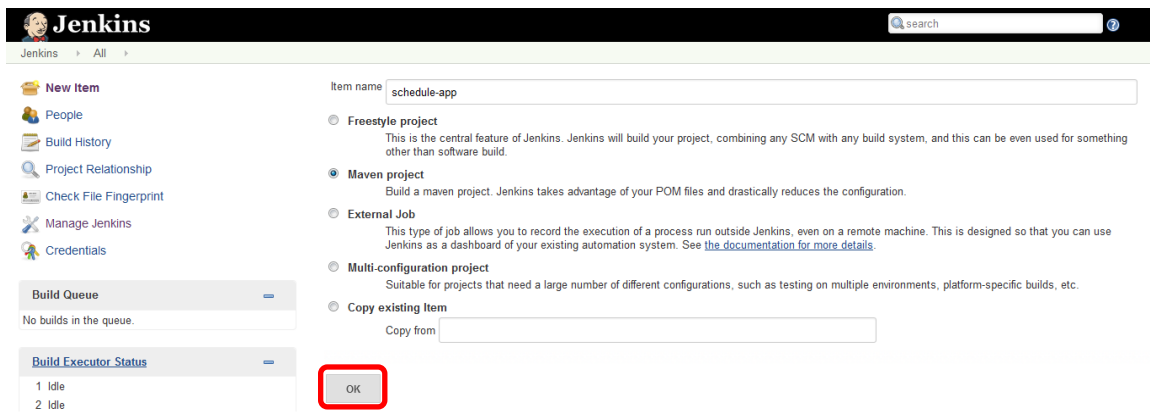 Jenkins
search
Jenkins
All
New Item
People
Build History
Project Relationship
Check File Fingerprint
Manage Jenkins
Credentials
Build Queue
No builds in the queue.
Build Executor Status
1 Idle
2 Idle
Item name schedule-app
Freestyle project
This is the central feature of Jenkins. Jenkins will build your project, combining any SCM with any build system, and this can be even used for something
other than software build.
Maven project
Build a maven project. Jenkins takes advantage of your POM files and drastically reduces the configuration.
External Job
This type of job allows you to record the execution of a process run outside Jenkins, even on a remote machine. This is designed so that you can use
Jenkins as a dashboard of your existing automation system. See the documentation for more details.
Multi-configuration project
Suitable for projects that need a large number of different configurations, such as testing on multiple environments, platform-specific builds, etc.
Copy existing Item
Copy from
OK